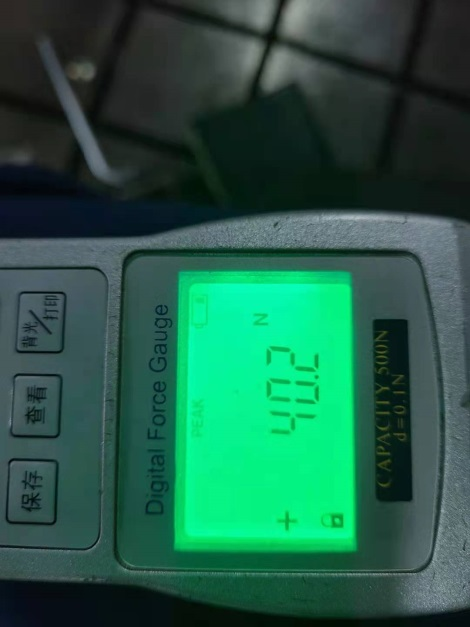 CAPACITY 500N
d=0.1N
+ 40.2 N
PEAK
Digital Force Gauge
保存
查看
背光/打印